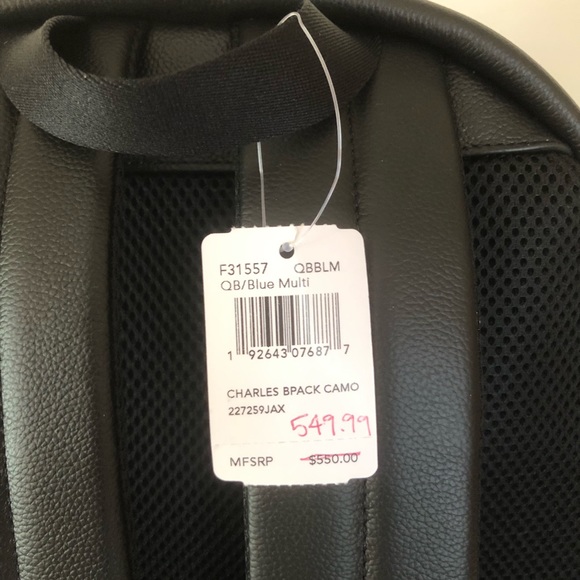 F31557 QBBLM
QB/Blue Multi
1 92643 07687 7
CHARLES BPACK CAMO
227259JAX
549.99
MFSRP $550.00